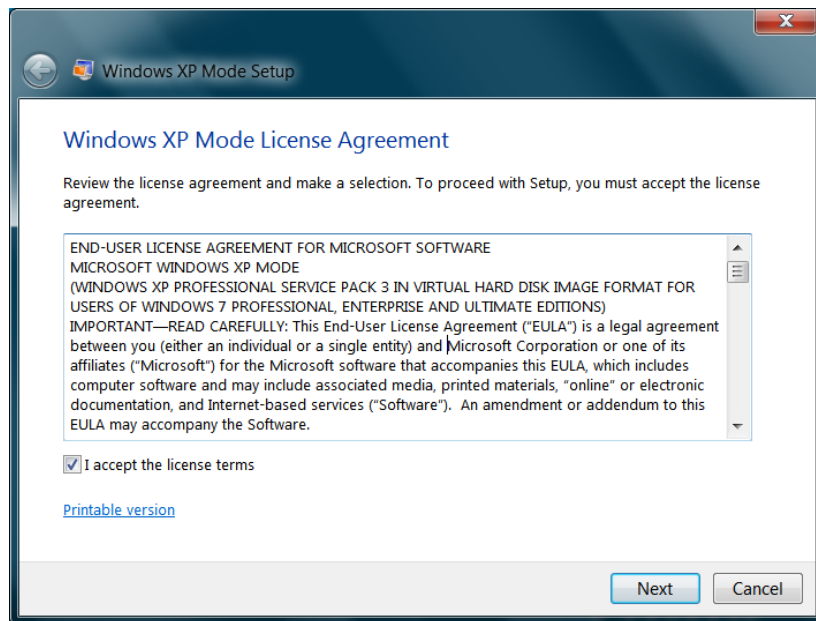 Windows XP Mode Setup
Windows XP Mode License Agreement
Review the license agreement and make a selection. To proceed with Setup, you must accept the license
agreement.
END-USER LICENSE AGREEMENT FOR MICROSOFT SOFTWARE
MICROSOFT WINDOWS XP MODE
(WINDOWS XP PROFESSIONAL SERVICE PACK 3 IN VIRTUAL HARD DISK IMAGE FORMAT FOR
USERS OF WINDOWS 7 PROFESSIONAL, ENTERPRISE AND ULTIMATE EDITIONS)
IMPORTANT—READ CAREFULLY: This End-User License Agreement (“EULA”) is a legal agreement
between you (either an individual or a single entity) and Microsoft Corporation or one of its
affiliates (“Microsoft”) for the Microsoft software that accompanies this EULA, which includes
computer software and may include associated media, printed materials, “online” or electronic
documentation, and Internet-based services (“Software”).  An amendment or addendum to this
EULA may accompany the Software.
I accept the license terms
Printable version
Next Cancel